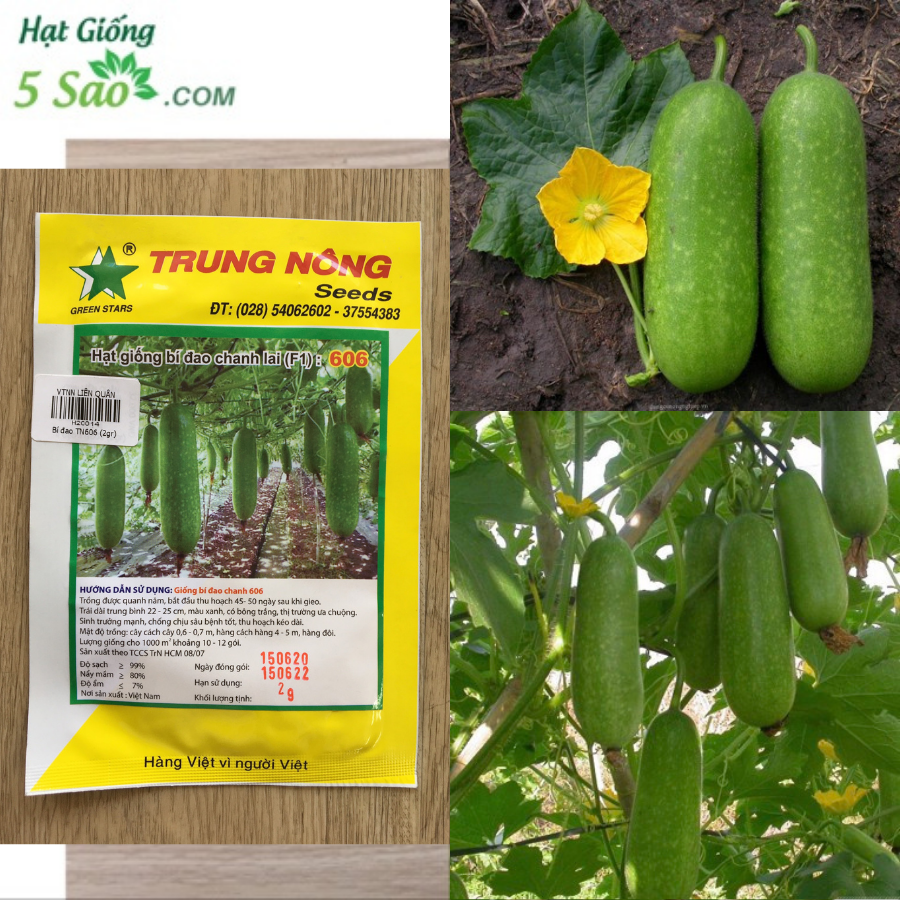 Hạt Giống
5 Sao .COM
®
TRUNG NÔNG
Seeds
GREEN STARS
ĐT: (028) 54062602 - 37554383
Hạt giống bí đao chanh lai (F1) : 606
VTNN LIÊN QUÂN
H20014
Bí đao TN606 (2gr)
HƯỚNG DẪN SỬ DỤNG: Giống bí đao chanh 606
Trồng được quanh năm, bắt đầu thu hoạch 45- 50 ngày sau khi gieo.
Trái dài trung bình 22 - 25 cm, màu xanh, có bông trắng, thị trường ưa chuộng.
Sinh trưởng mạnh, chống chịu sâu bệnh tốt, thu hoạch kéo dài.
Mật độ trồng: cây cách cây 0,6 - 0,7 m, hàng cách hàng 4 - 5 m, hàng đôi.
Lượng giống cho 1000 m² khoảng 10 - 12 gói.
Sản xuất theo TCCS TrN HCM 08/07
Độ sạch ≥ 99%
Nẩy mầm ≥ 80%
Độ ẩm ≤ 7%
Nơi sản xuất : Việt Nam
Ngày đóng gói: 150620
Hạn sử dụng: 150622
Khối lượng tịnh: 2g
Hàng Việt vì người Việt